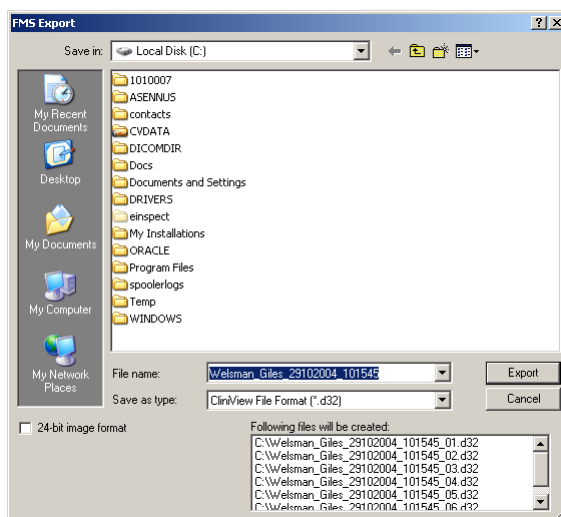 FMS Export
Save in:
Local Disk (C:)
My Recent
Documents
Desktop
My Documents
My Computer
My Network
Places
1010007
ASENNUS
contacts
CVDATA
DICOMDIR
Docs
Documents and Settings
DRIVERS
einspect
My Installations
ORACLE
Program Files
spoolerlogs
Temp
WINDOWS
File name:
Welsman_Giles_29102004_101545
Export
Save as type:
CliniView File Format (*.d32)
Cancel
24-bit image format
Following files will be created:
C:\Welsman_Giles_29102004_101545_01.d32
C:\Welsman_Giles_29102004_101545_02.d32
C:\Welsman_Giles_29102004_101545_03.d32
C:\Welsman_Giles_29102004_101545_04.d32
C:\Welsman_Giles_29102004_101545_05.d32
C:\Welsman_Giles_29102004_101545_06.d32